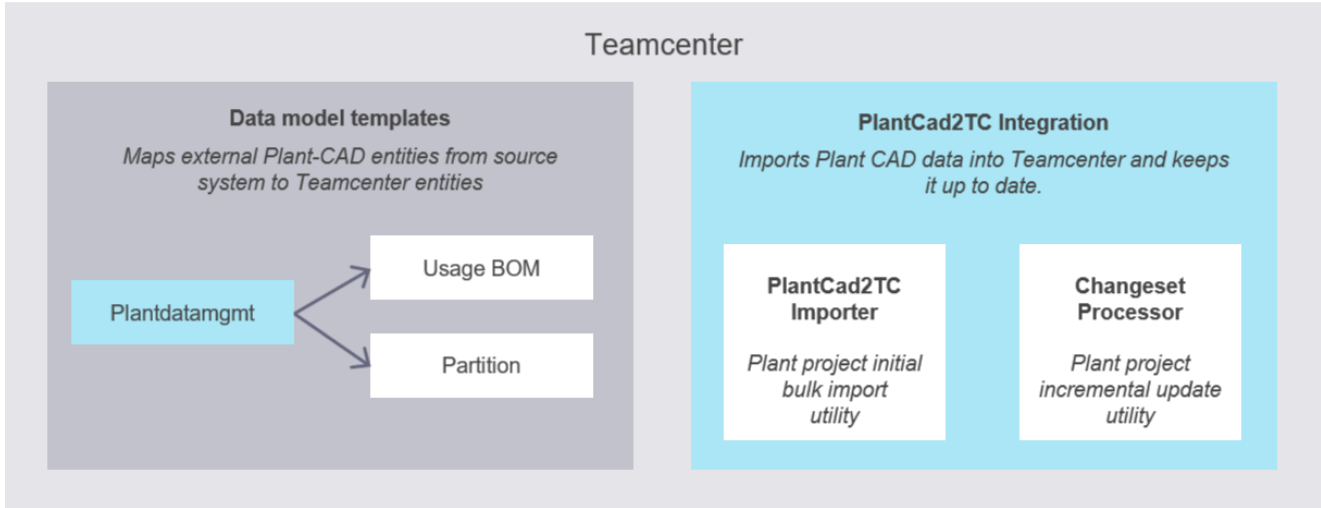 Teamcenter
Data model templates
Maps external Plant-CAD entities from source
system to Teamcenter entities
Plantdatamgmt
Usage BOM
Partition
PlantCad2TC Integration
Imports Plant CAD data into Teamcenter and keeps
it up to date.
PlantCad2TC
Importer
Plant project initial
bulk import
utility
Changeset
Processor
Plant project
incremental update
utility